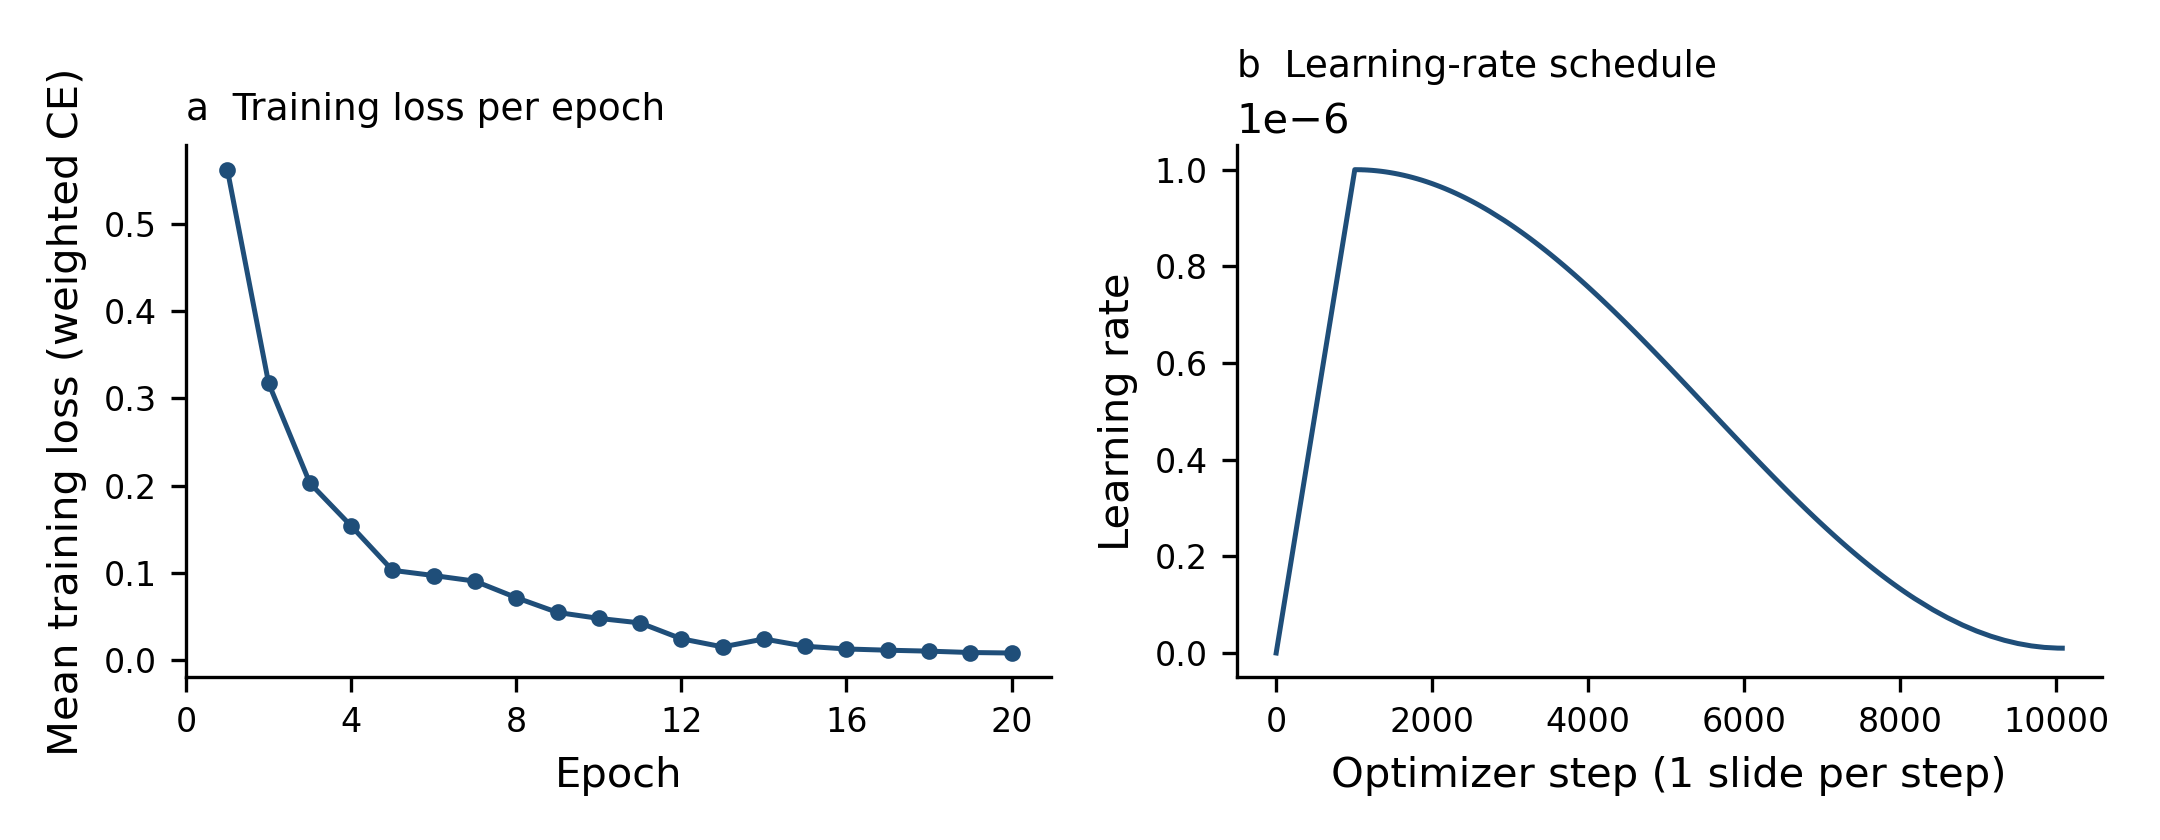 a  Training loss per epoch
Mean training loss (weighted CE)
0.5
0.4
0.3
0.2
0.1
0.0
0 4 8 12 16 20
Epoch
b  Learning-rate schedule
1e−6
Learning rate
1.0
0.8
0.6
0.4
0.2
0.0
0 2000 4000 6000 8000 10000
Optimizer step (1 slide per step)